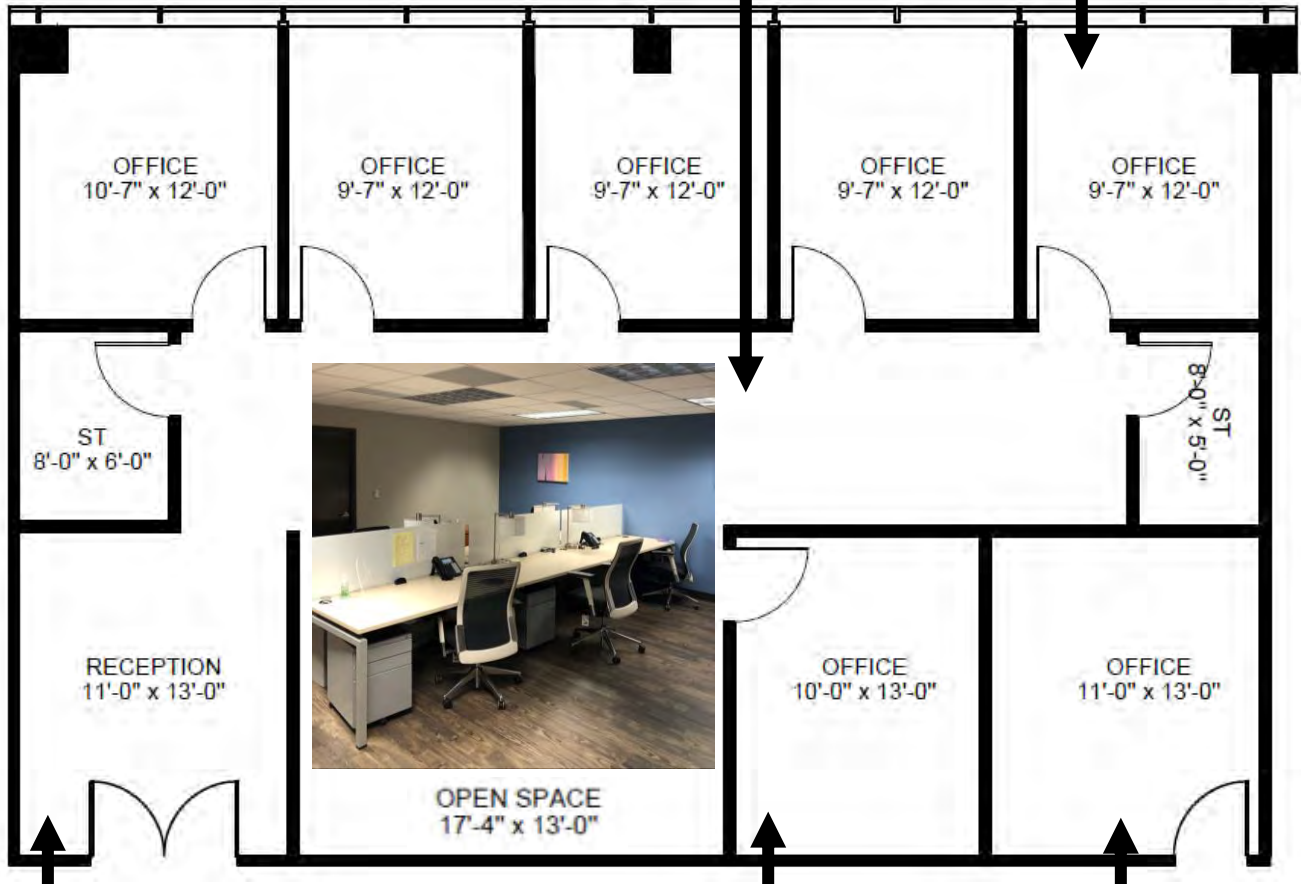 OFFICE
10'-7" x 12'-0"
OFFICE
9'-7" x 12'-0"
OFFICE
9'-7" x 12'-0"
OFFICE
9'-7" x 12'-0"
OFFICE
9'-7" x 12'-0"
ST
8'-0" x 6'-0"
ST
8'-0" x 5'-0"
RECEPTION
11'-0" x 13'-0"
OPEN SPACE
17'-4" x 13'-0"
OFFICE
10'-0" x 13'-0"
OFFICE
11'-0" x 13'-0"